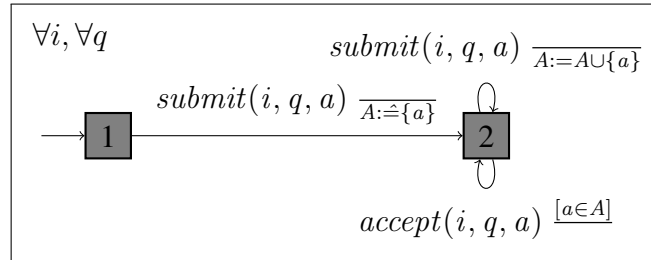 ∀i, ∀q
submit(i, q, a) A:=A∪{a}
submit(i, q, a) A:≙{a}
1
2
accept(i, q, a) [a∈A]